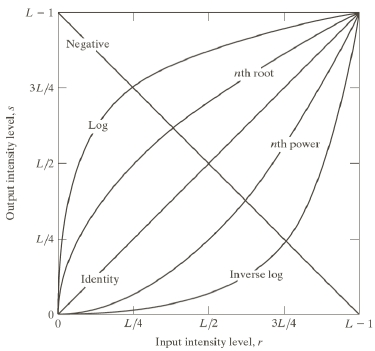 L − 1
Negative
nth root
3L/4
Log
nth power
L/2
Output intensity level, s
L/4
Identity
Inverse log
0
0
L/4
L/2
3L/4
L − 1
Input intensity level, r